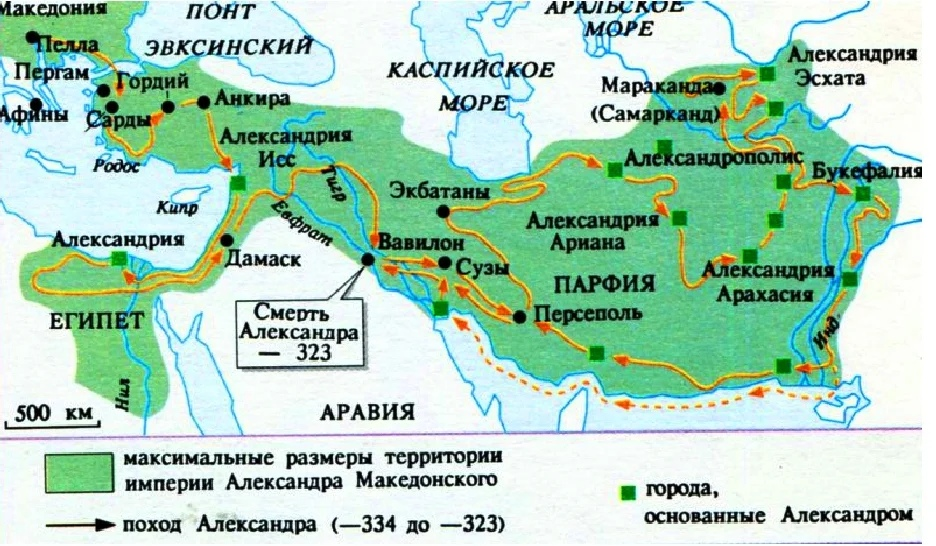 Македония
Пелла
ПОНТ
ЭВКСИНСКИЙ
АРАЛЬСКОЕ
МОРЕ
Пергам
Гордий
Анкира
Афины
Сарды
Родос
КАСПИЙСКОЕ
МОРЕ
Александрия
Эсхата
Мараканда
(Самарканд)
Александрия
Исс
Тигр
Александрополис
Букефалия
Кипр
Евфрат
Экбатаны
Александрия
Ариана
Александрия
Дамаск
Вавилон
Сузы
ПАРФИЯ
Александрия
Арахасия
ЕГИПЕТ
Смерть
Александра
— 323
Персеполь
Инд
Нил
500 км
АРАВИЯ
максимальные размеры территории
империи Александра Македонского
поход Александра (—334 до —323)
города,
основанные Александром